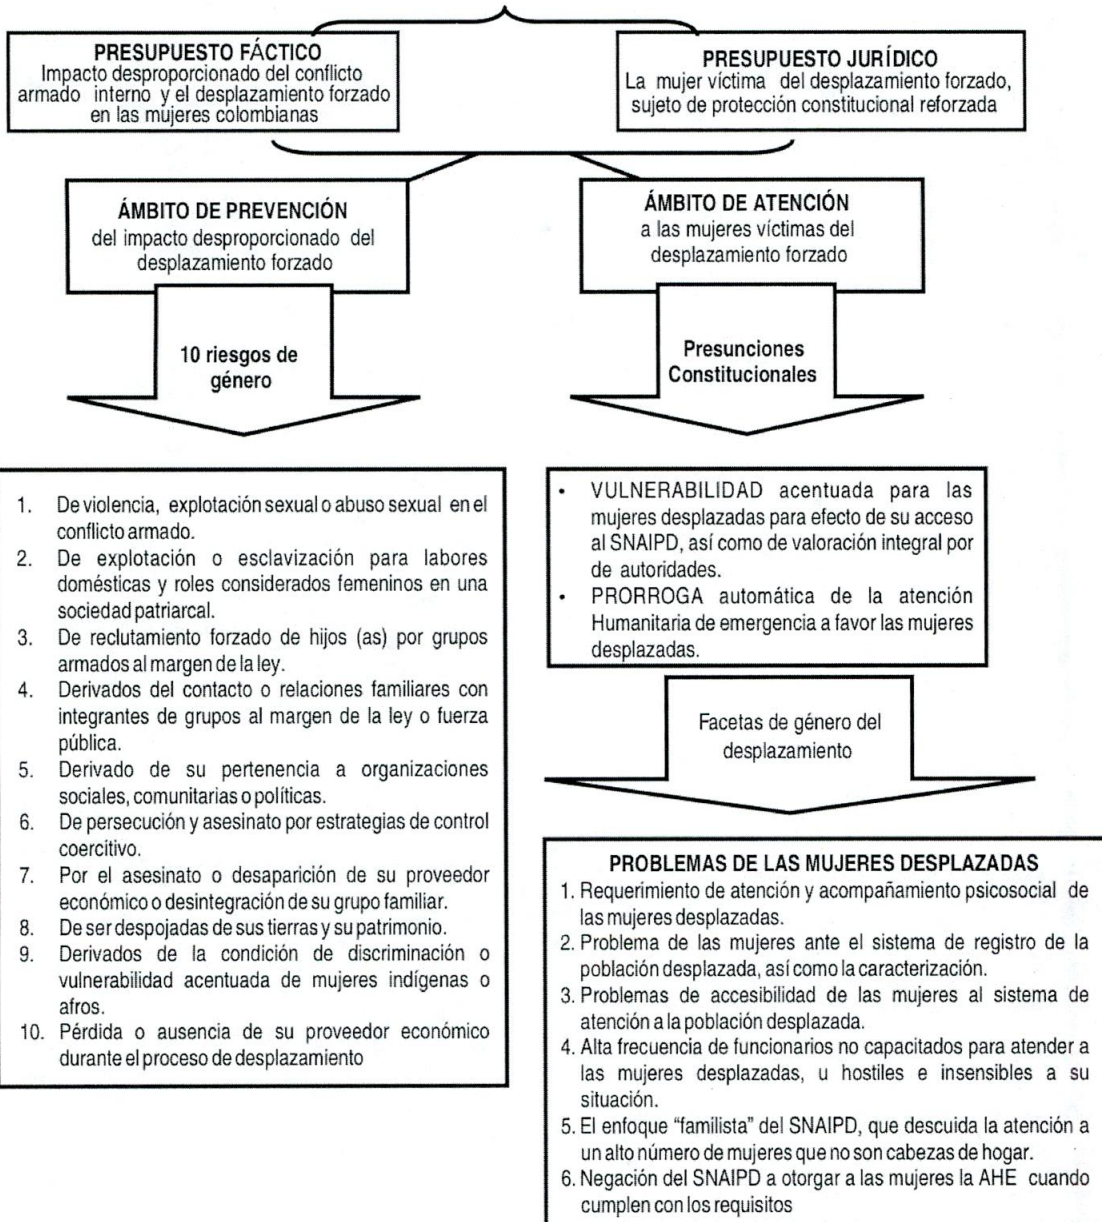 PRESUPUESTO FÁCTICO
Impacto desproporcionado del conflicto
armado interno y el desplazamiento forzado
en las mujeres colombianas
PRESUPUESTO JURÍDICO
La mujer víctima del desplazamiento forzado,
sujeto de protección constitucional reforzada
ÁMBITO DE PREVENCIÓN
del impacto desproporcionado del
desplazamiento forzado
ÁMBITO DE ATENCIÓN
a las mujeres víctimas del
desplazamiento forzado
10 riesgos de
género
Presunciones
Constitucionales
1. De violencia, explotación sexual o abuso sexual en el
conflicto armado.
2. De explotación o esclavización para labores
domésticas y roles considerados femeninos en una
sociedad patriarcal.
3. De reclutamiento forzado de hijos (as) por grupos
armados al margen de la ley.
4. Derivados del contacto o relaciones familiares con
integrantes de grupos al margen de la ley o fuerza
pública.
5. Derivado de su pertenencia a organizaciones
sociales, comunitarias o políticas.
6. De persecución y asesinato por estrategias de control
coercitivo.
7. Por el asesinato o desaparición de su proveedor
económico o desintegración de su grupo familiar.
8. De ser despojadas de sus tierras y su patrimonio.
9. Derivados de la condición de discriminación o
vulnerabilidad acentuada de mujeres indígenas o
afros.
10. Pérdida o ausencia de su proveedor económico
durante el proceso de desplazamiento
• VULNERABILIDAD acentuada para las
mujeres desplazadas para efecto de su acceso
al SNAIPD, así como de valoración integral por
de autoridades.
• PRORROGA automática de la atención
Humanitaria de emergencia a favor las mujeres
desplazadas.
Facetas de género del
desplazamiento
PROBLEMAS DE LAS MUJERES DESPLAZADAS
1. Requerimiento de atención y acompañamiento psicosocial de
las mujeres desplazadas.
2. Problema de las mujeres ante el sistema de registro de la
población desplazada, así como la caracterización.
3. Problemas de accesibilidad de las mujeres al sistema de
atención a la población desplazada.
4. Alta frecuencia de funcionarios no capacitados para atender a
las mujeres desplazadas, u hostiles e insensibles a su
situación.
5. El enfoque "familista" del SNAIPD, que descuida la atención a
un alto número de mujeres que no son cabezas de hogar.
6. Negación del SNAIPD a otorgar a las mujeres la AHE cuando
cumplen con los requisitos